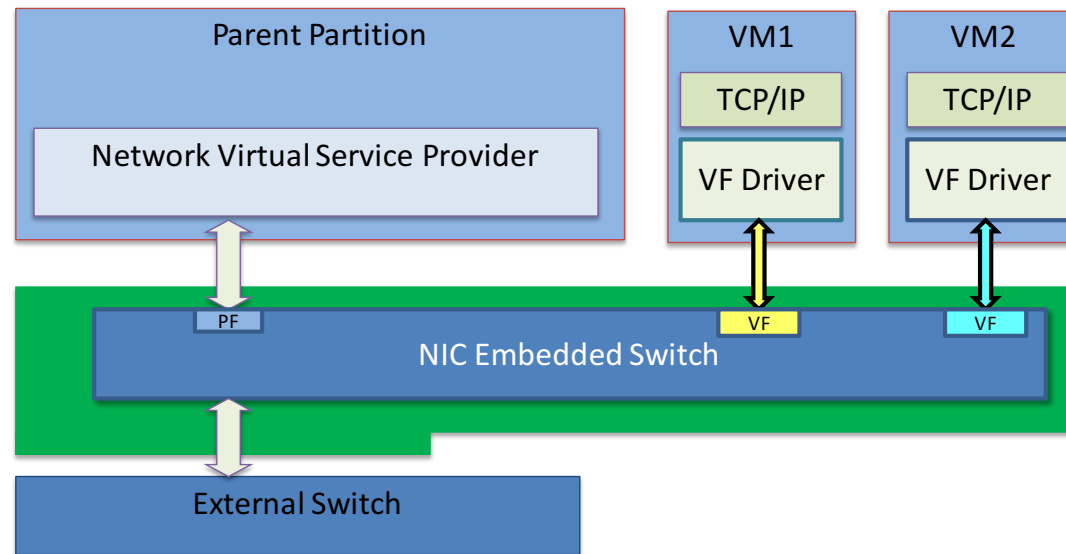 Parent Partition
VM1
VM2
TCP/IP
TCP/IP
Network Virtual Service Provider
VF Driver
VF Driver
PF
VF
VF
NIC Embedded Switch
External Switch